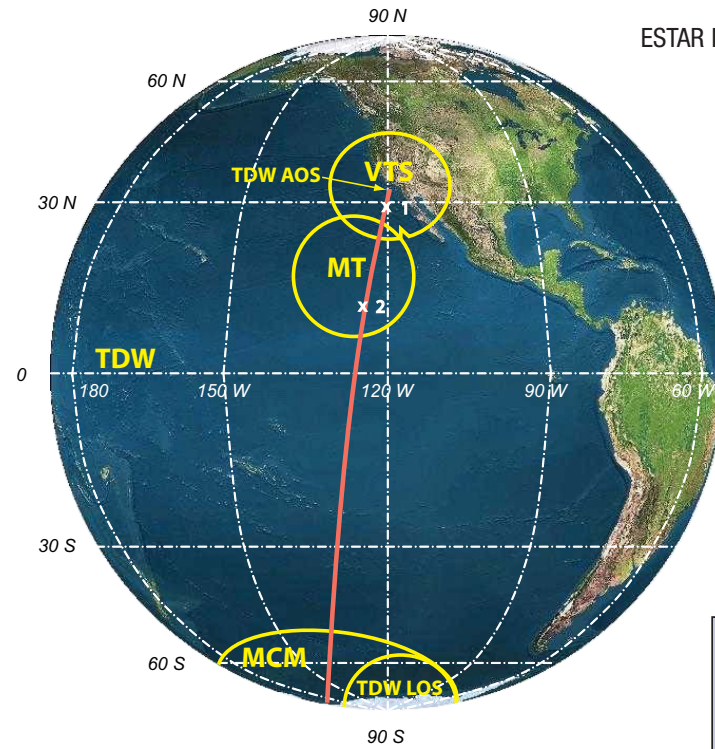 90 N
ESTAR
60 N
VTS
TDW AOS
30 N
x 1
MT
x 2
TDW
0
180
150 W
120 W
90 W
60 W
30 S
60 S
MCM
TDW LOS
90 S